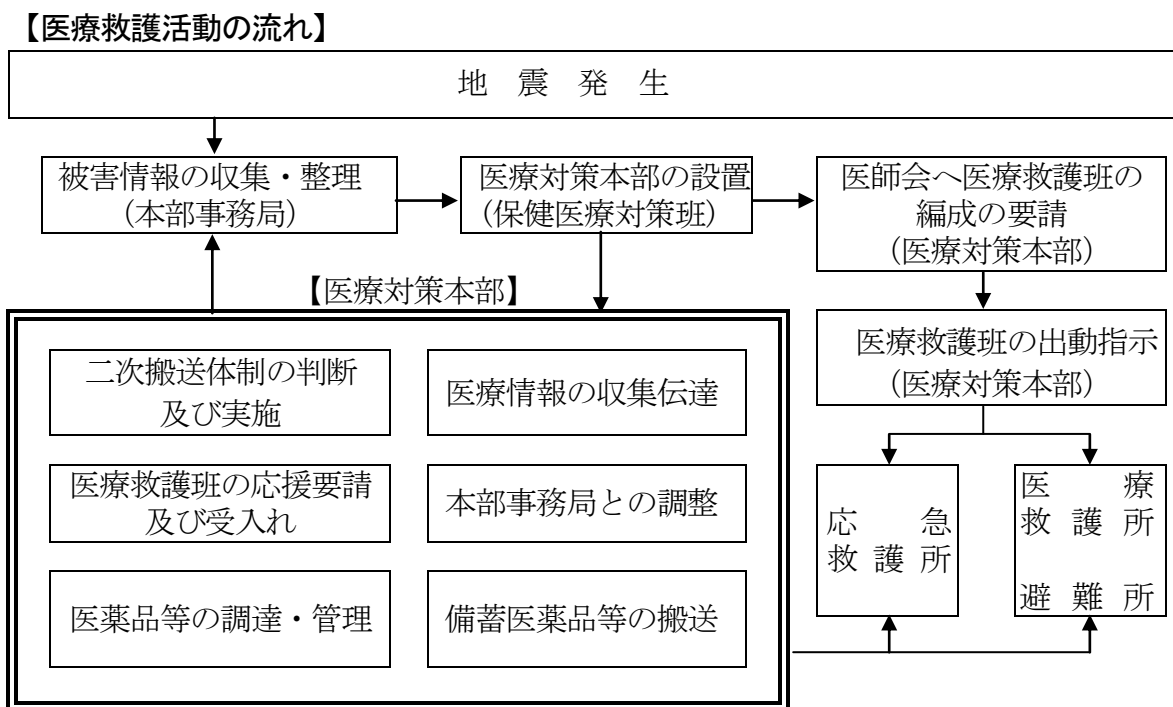 【医療救護活動の流れ】
地震発生
被害情報の収集・整理
（本部事務局）
医療対策本部の設置
（保健医療対策班）
医師会へ医療救護班の
編成の要請
（医療対策本部）
【医療対策本部】
医療救護班の出動指示
（医療対策本部）
二次搬送体制の判断
及び実施
医療情報の収集伝達
医療救護班の応援要請
及び受入れ
本部事務局との調整
医薬品等の調達・管理
備蓄医薬品等の搬送
応急
救護所
医療
救護所
避難所